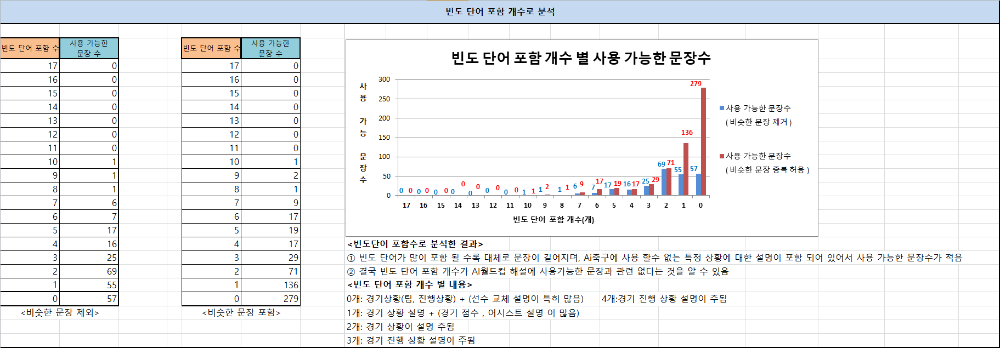 빈도 단어 포함 개수로 분석
빈도 단어 포함 수 사용 가능한 문장 수
17 0
16 0
15 0
14 0
13 0
12 0
11 0
10 1
9 1
8 1
7 6
6 7
5 17
4 16
3 25
2 69
1 55
0 57
<비슷한 문장 제외>
빈도 단어 포함 수 사용 가능한 문장 수
17 0
16 0
15 0
14 0
13 0
12 0
11 0
10 1
9 2
8 1
7 9
6 17
5 19
4 17
3 29
2 71
1 136
0 279
<비슷한 문장 포함>
빈도 단어 포함 개수 별 사용 가능한 문장수
사용 가능 문장수
300
250
200
150
100
50
0
0 0 0 0 0 0 0 0 0 0 0 0 0 0 1 1 1 2 1 1 6 9 7 17 17 19 16 17 25 29 69 71 55 136 57 279
17 16 15 14 13 12 11 10 9 8 7 6 5 4 3 2 1 0
빈도 단어 포함 개수(개)
사용 가능한 문장수
( 비슷한 문장 제거 )
사용 가능한 문장수
( 비슷한 문장 중복 허용 )
<빈도단어 포함수로 분석한 결과>
① 빈도 단어가 많이 포함 될 수록 대체로 문장이 길어지며, Ai축구에 사용 할수 없는 특정 상황에 대한 설명이 포함 되어 있어서 사용 가능한 문장수가 적음
② 결국 빈도 단어 포함 개수가 AI월드컵 해설에 사용가능한 문장과 관련 없다는 것을 알 수 있음
<빈도 단어 포함 개수 별 내용>
0개: 경기상황(팀, 진행상황) + (선수 교체 설명이 특히 많음) 4개:경기 진행 상황 설명이 주됨
1개: 경기 상황 설명 + (경기 점수 , 어시스트 설명 이 많음)
2개: 경기 상황이 설명 주됨
3개: 경기 진행 상황 설명이 주됨